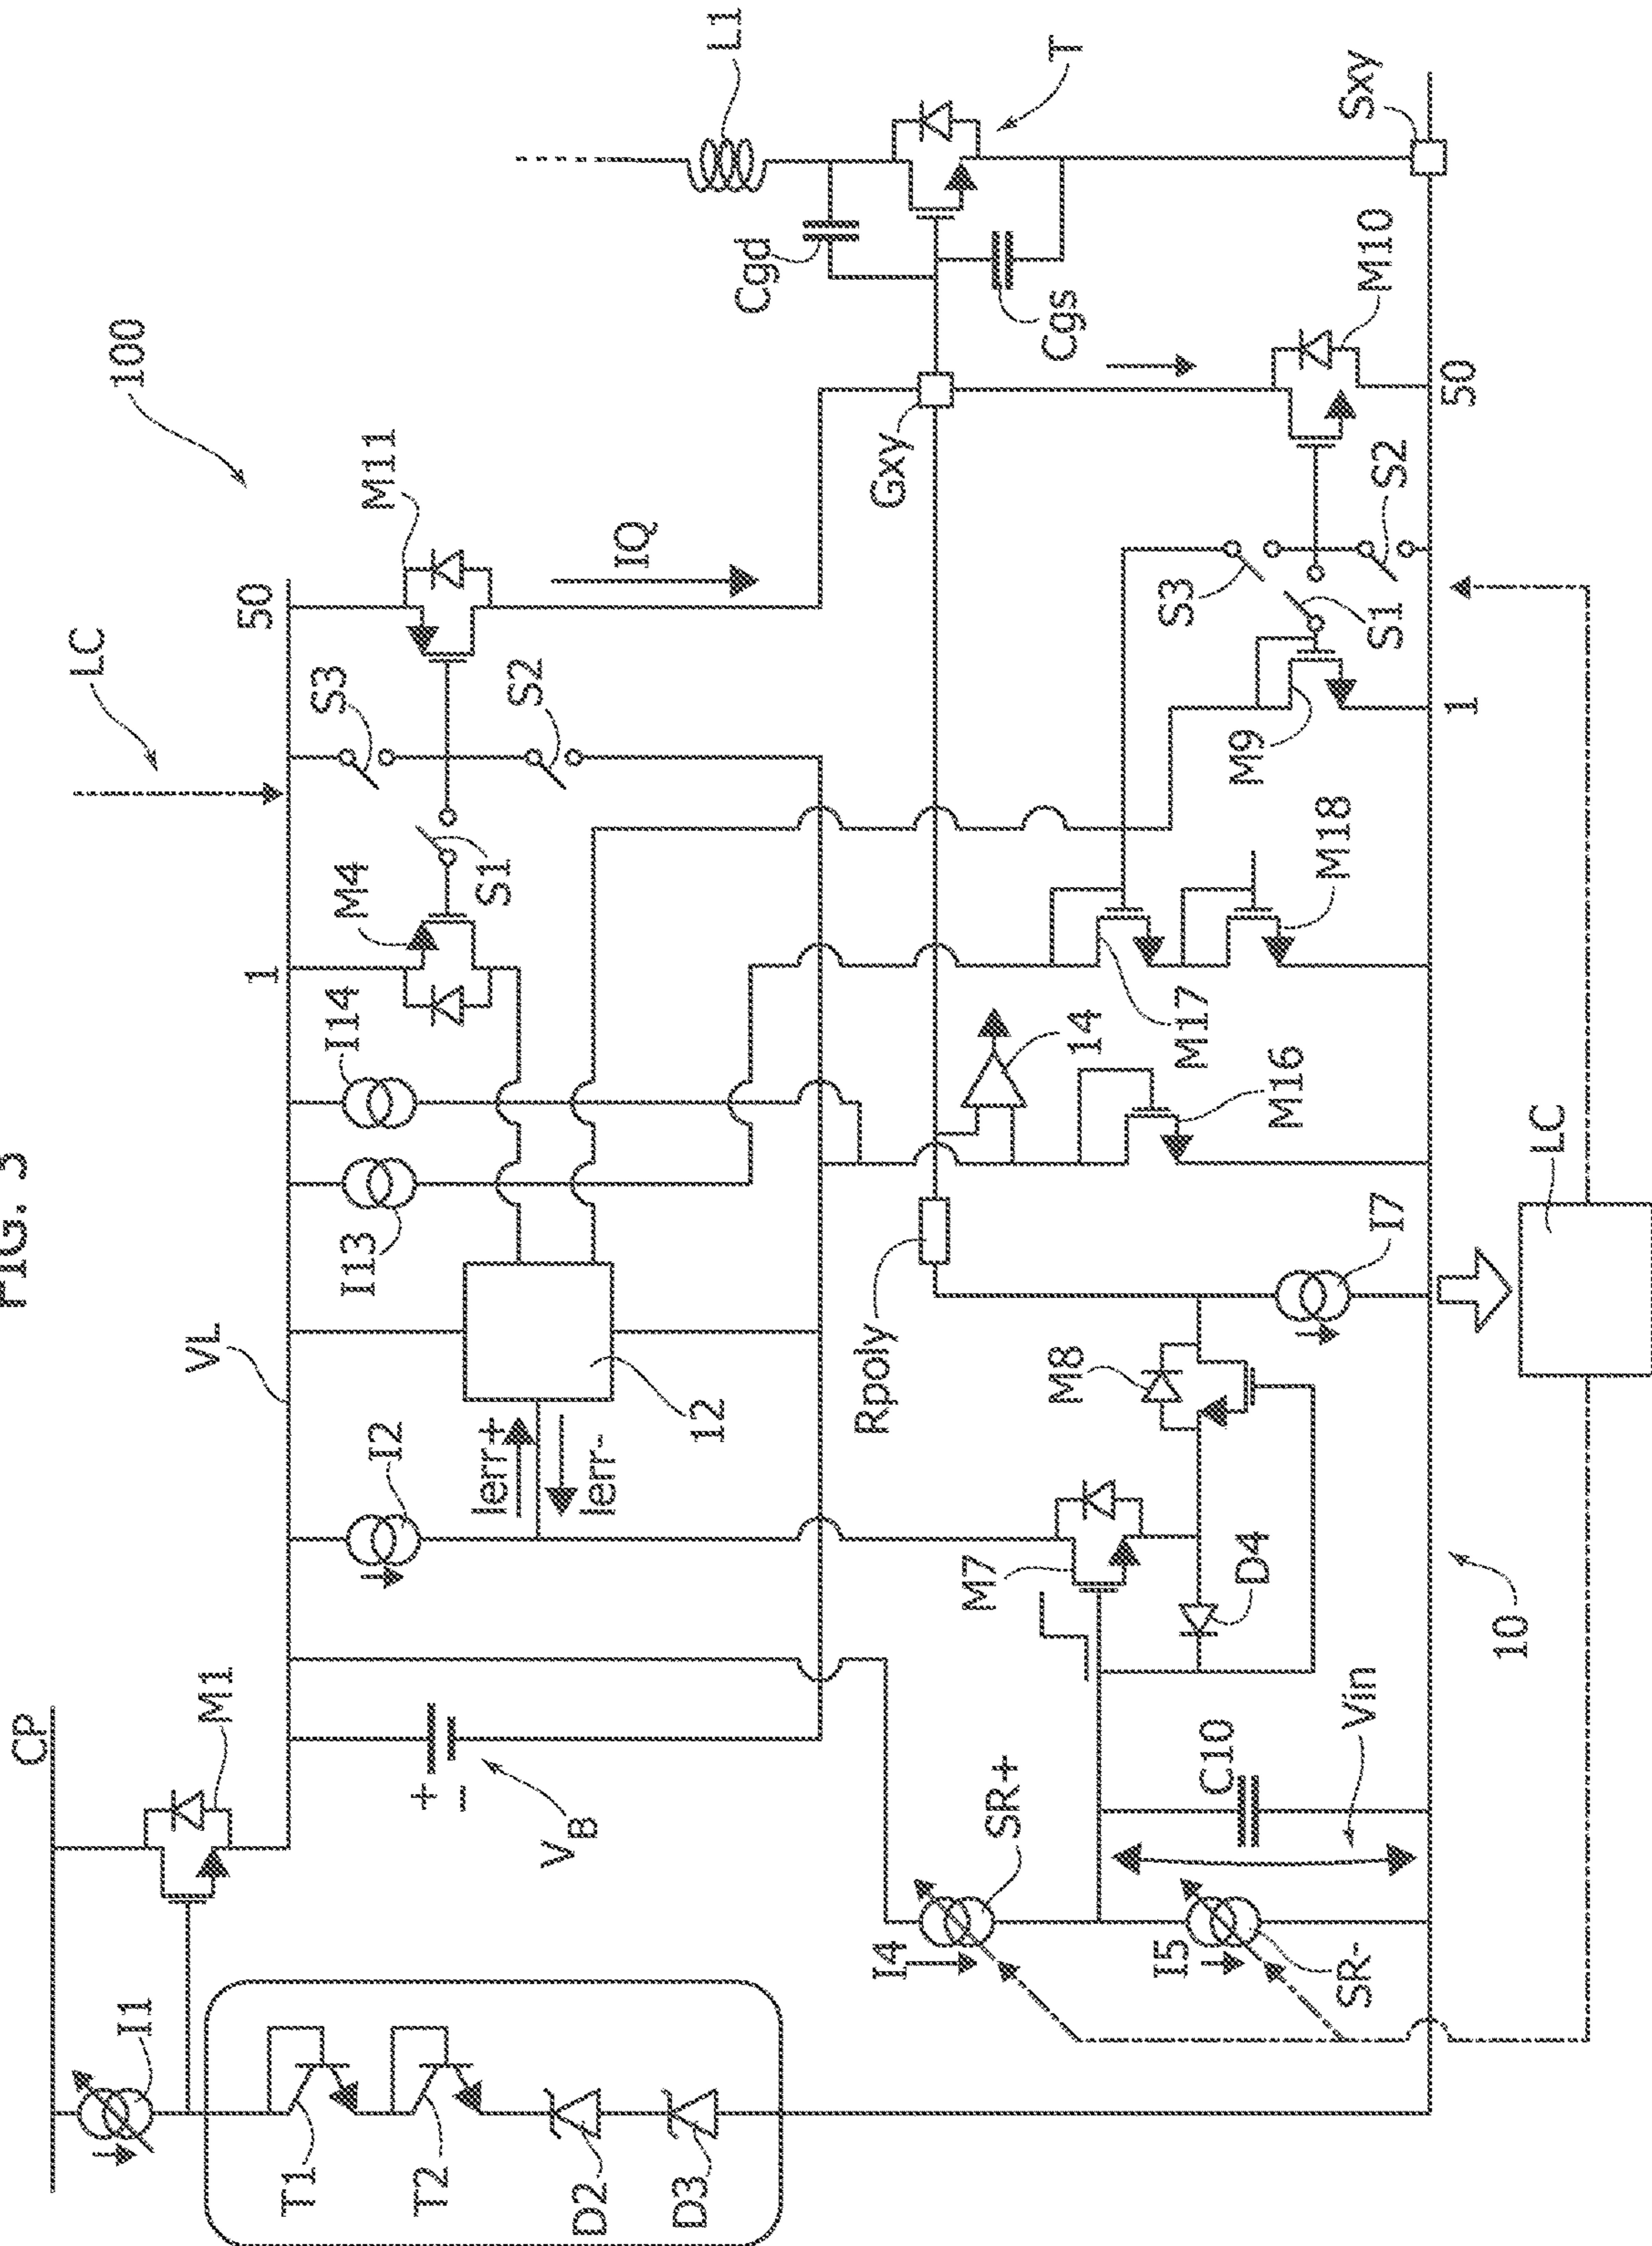 FIG. 3
CP
LC
100
I1
M1
VL
1
50
T1
I2
I13
I14
M4
S3
M11
T2
+
−
Ierr+
S1
S2
V B
Ierr-
12
IQ
D2
D3
L1
Cgd
I4
SR+
Rpoly
Gxy
M7
14
Cgs
T
I5
C10
M8
M17
S3
SR-
Vin
D4
M16
M9
M18
S1
S2
M10
Sxy
I7
1
50
10
LC